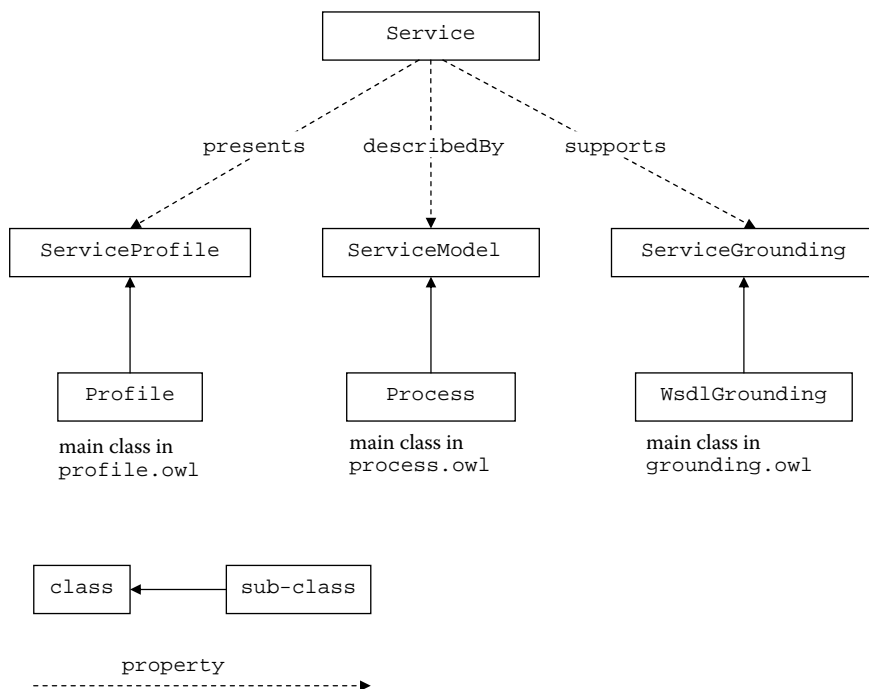 Service
presents
describedBy
supports
ServiceProfile
ServiceModel
ServiceGrounding
Profile
Process
WsdlGrounding
main class in
profile.owl
main class in
process.owl
main class in
grounding.owl
class
sub-class
property